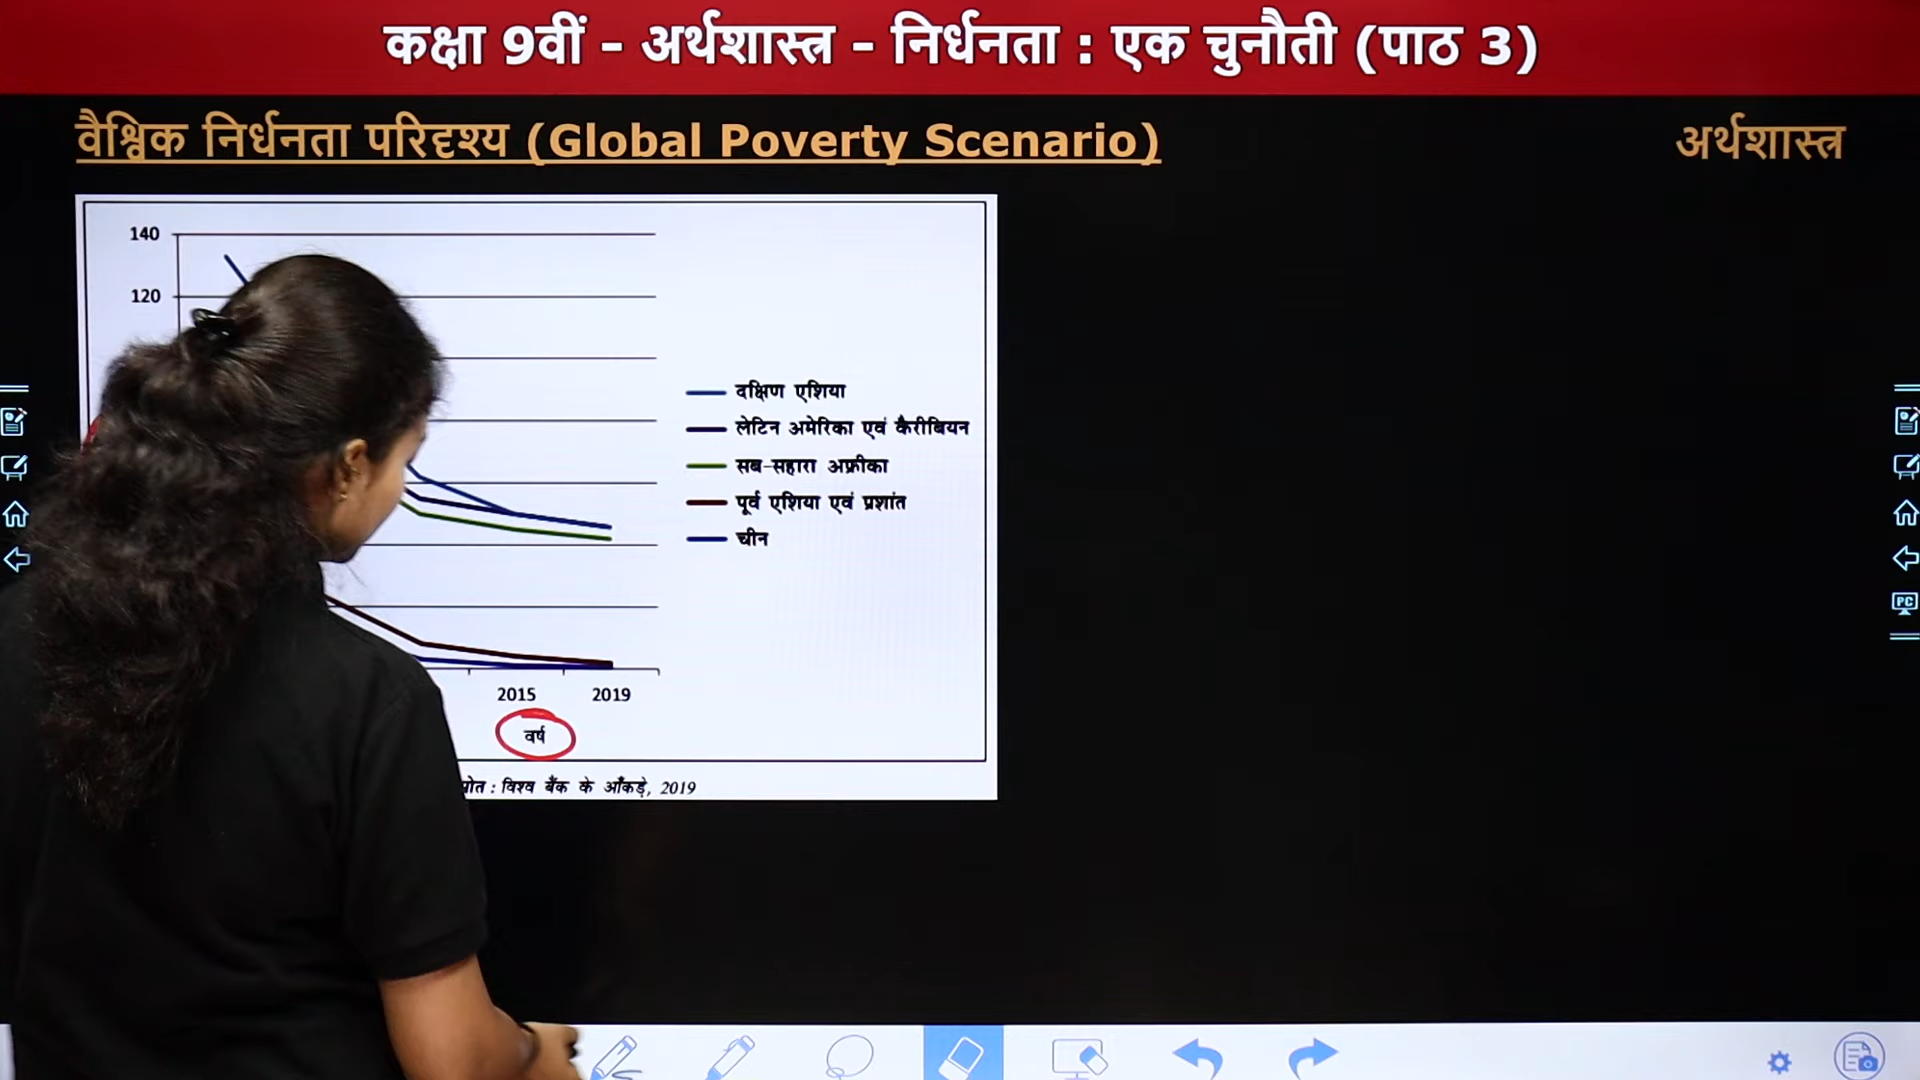 कक्षा 9वीं - अर्थशास्त्र - निर्धनता : एक चुनौती (पाठ 3)
वैश्विक निर्धनता परिदृश्य (Global Poverty Scenario)
अर्थशास्त्र
140
120
दक्षिण एशिया
लेटिन अमेरिका एवं कैरीबियन
सब-सहारा अफ्रीका
पूर्व एशिया एवं प्रशांत
चीन
2015 2019
वर्ष
: विश्व बैंक के आँकड़े, 2019
PC